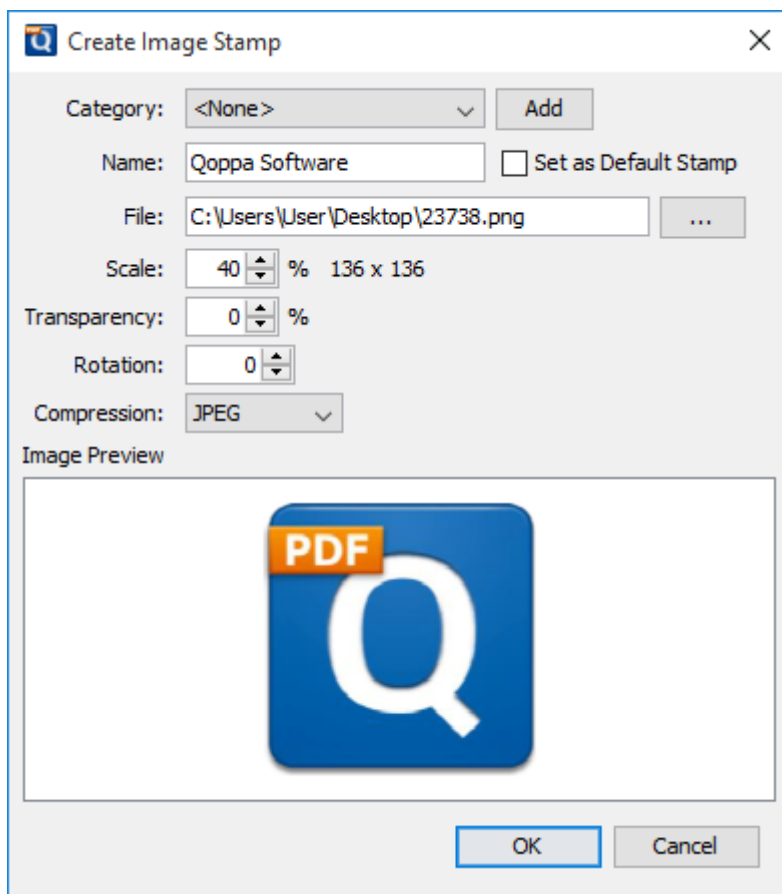 Create Image Stamp
Category: <None> Add
Name: Qoppa Software Set as Default Stamp
File: C:\Users\User\Desktop\23738.png ...
Scale: 40 % 136 x 136
Transparency: 0 %
Rotation: 0
Compression: JPEG
Image Preview
PDF
Q
OK Cancel